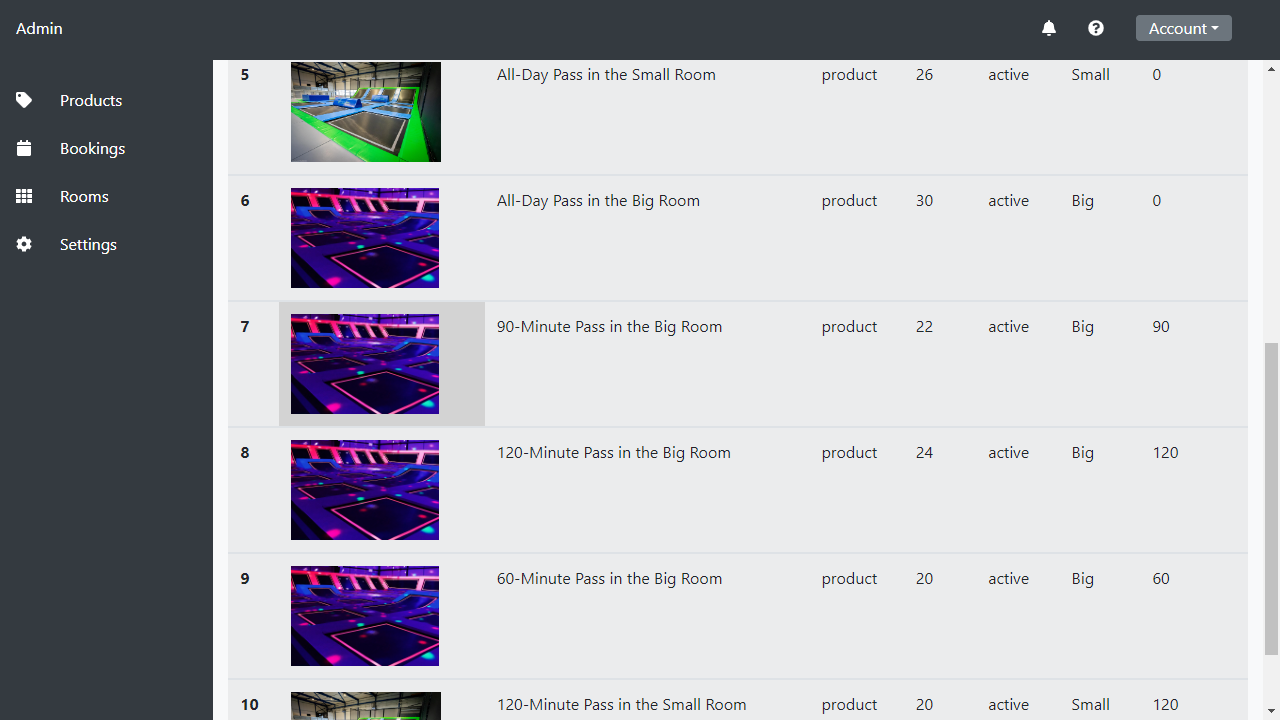 Admin
Account
Products
Bookings
Rooms
Settings
5 All-Day Pass in the Small Room product 26 active Small 0
6 All-Day Pass in the Big Room product 30 active Big 0
7 90-Minute Pass in the Big Room product 22 active Big 90
8 120-Minute Pass in the Big Room product 24 active Big 120
9 60-Minute Pass in the Big Room product 20 active Big 60
10 120-Minute Pass in the Small Room product 20 active Small 120